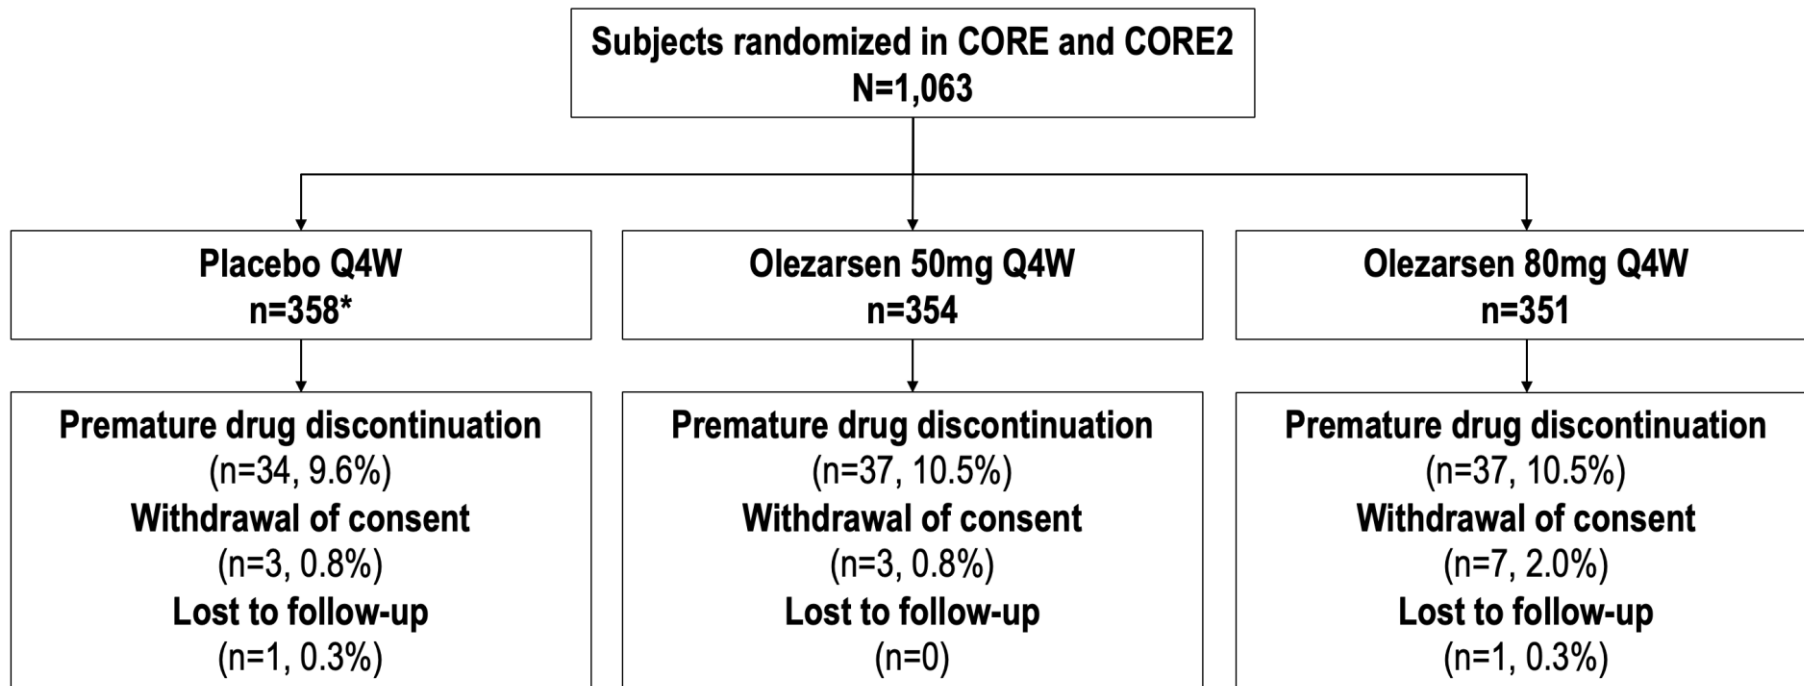 Subjects randomized in CORE and CORE2
N=1,063
Placebo Q4W
n=358*
Olezarsen 50mg Q4W
n=354
Olezarsen 80mg Q4W
n=351
Premature drug discontinuation
(n=34, 9.6%)
Withdrawal of consent
(n=3, 0.8%)
Lost to follow-up
(n=1, 0.3%)
Premature drug discontinuation
(n=37, 10.5%)
Withdrawal of consent
(n=3, 0.8%)
Lost to follow-up
(n=0)
Premature drug discontinuation
(n=37, 10.5%)
Withdrawal of consent
(n=7, 2.0%)
Lost to follow-up
(n=1, 0.3%)